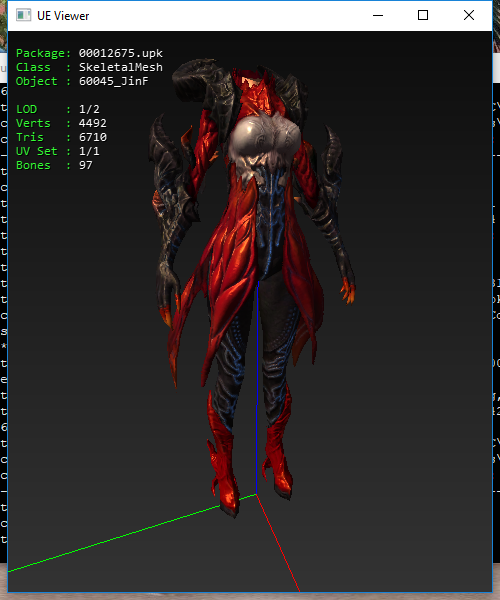 UE Viewer
Package: 00012675.upk
Class : SkeletalMesh
Object : 60045_JinF
LOD : 1/2
Verts : 4492
Tris : 6710
UV Set : 1/1
Bones : 97